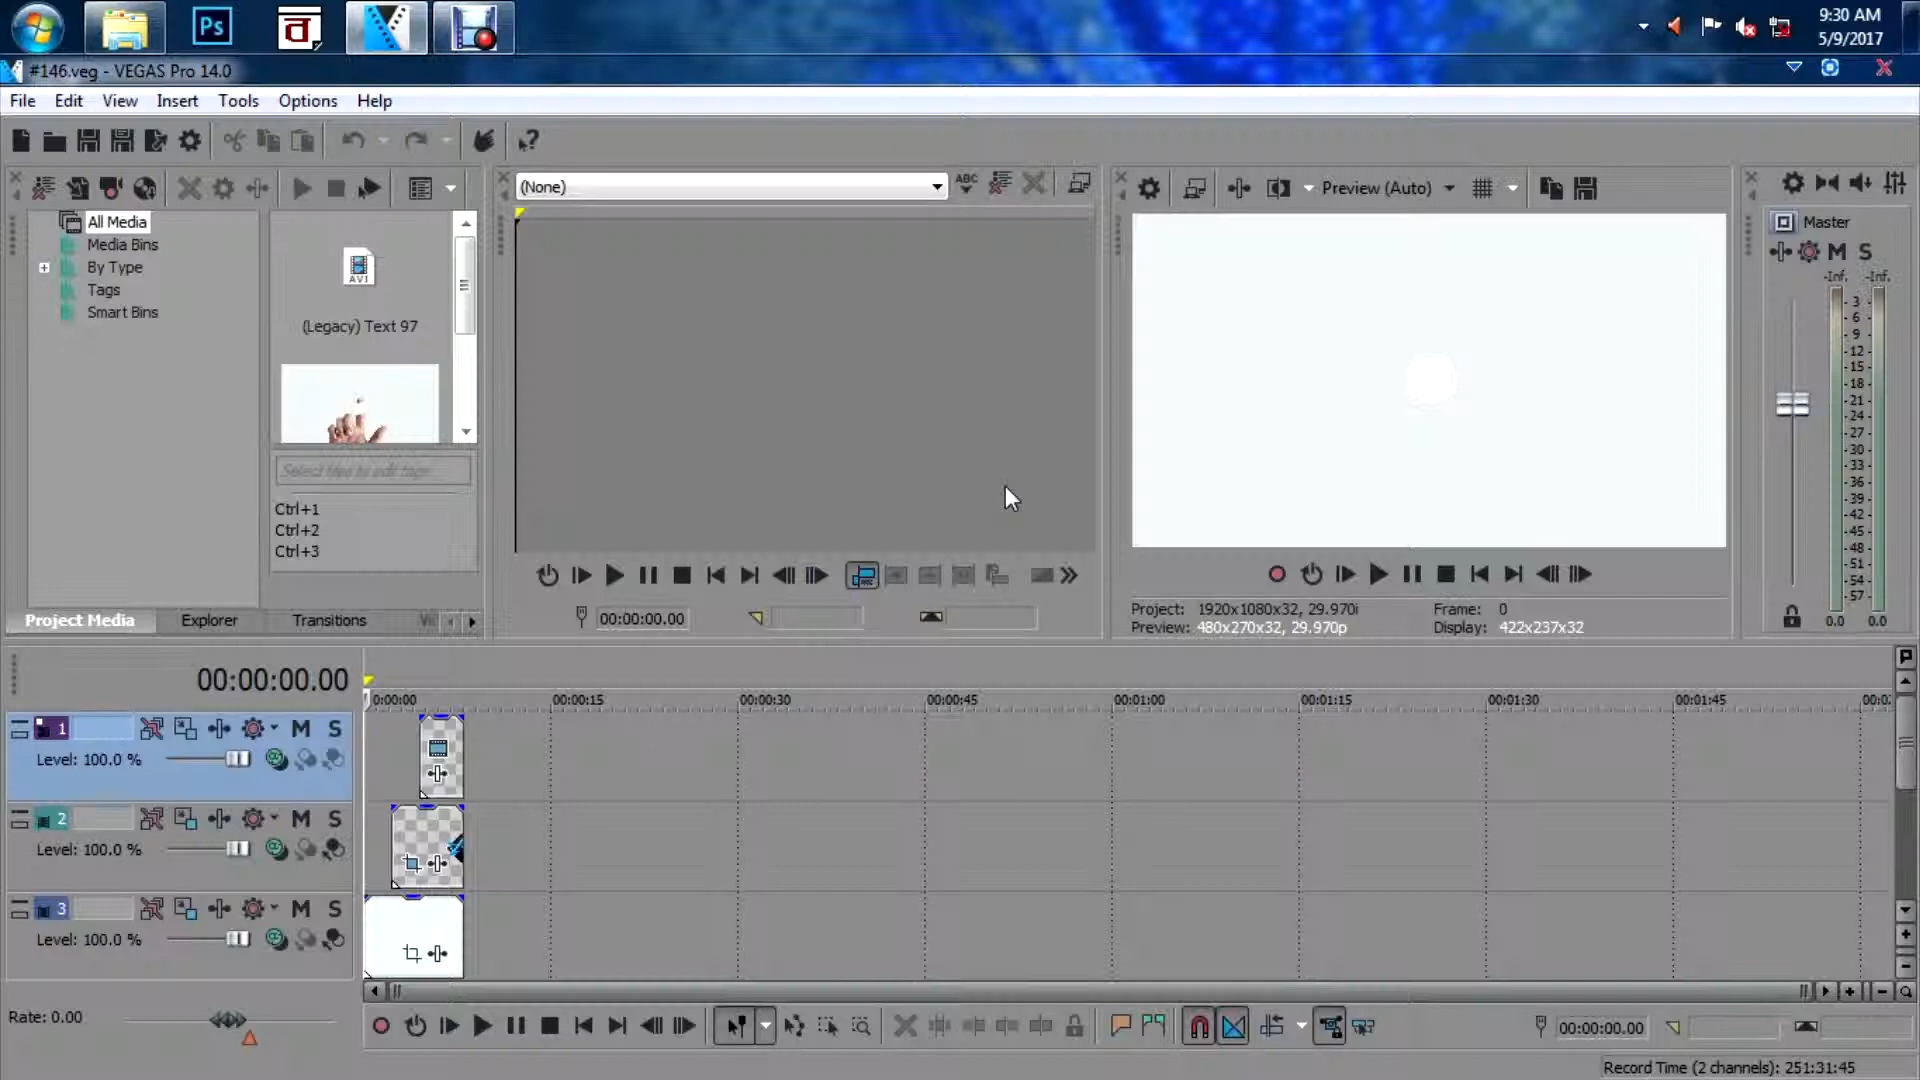 Ps
9:30 AM
5/9/2017
#146.veg - VEGAS Pro 14.0
File Edit View Insert Tools Options Help
(None)
ABC
Preview (Auto)
All Media
Media Bins
By Type
Tags
Smart Bins
AVI
(Legacy) Text 97
Select files to edit tags
Ctrl+1
Ctrl+2
Ctrl+3
Master
M S
-Inf. -Inf.
3
6
9
12
15
18
21
24
27
30
33
36
39
42
45
48
51
54
57
0.0 0.0
Project Media Explorer Transitions
00:00:00.00
Project: 1920x1080x32, 29.970i
Preview: 480x270x32, 29.970p
Frame: 0
Display: 422x237x32
00:00:00.00
0:00:00 00:00:15 00:00:30 00:00:45 00:01:00 00:01:15 00:01:30 00:01:45 00:0
1 M S
Level: 100.0 %
2 M S
Level: 100.0 %
3 M S
Level: 100.0 %
Rate: 0.00
00:00:00.00
Record Time (2 channels): 251:31:45